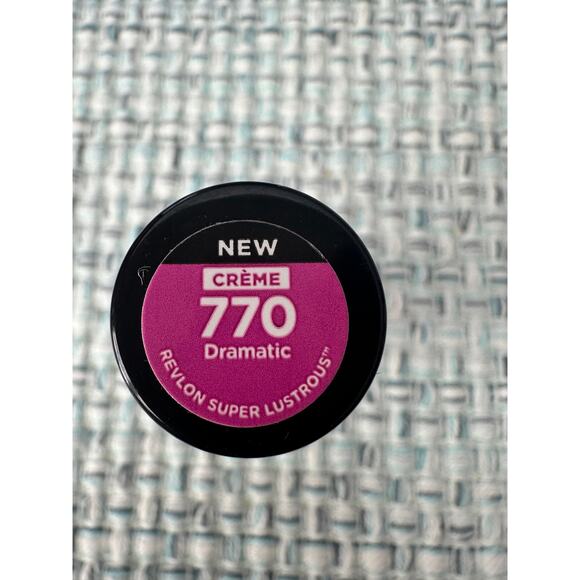 NEW
CRÈME
770
Dramatic
REVLON SUPER LUSTROUS™